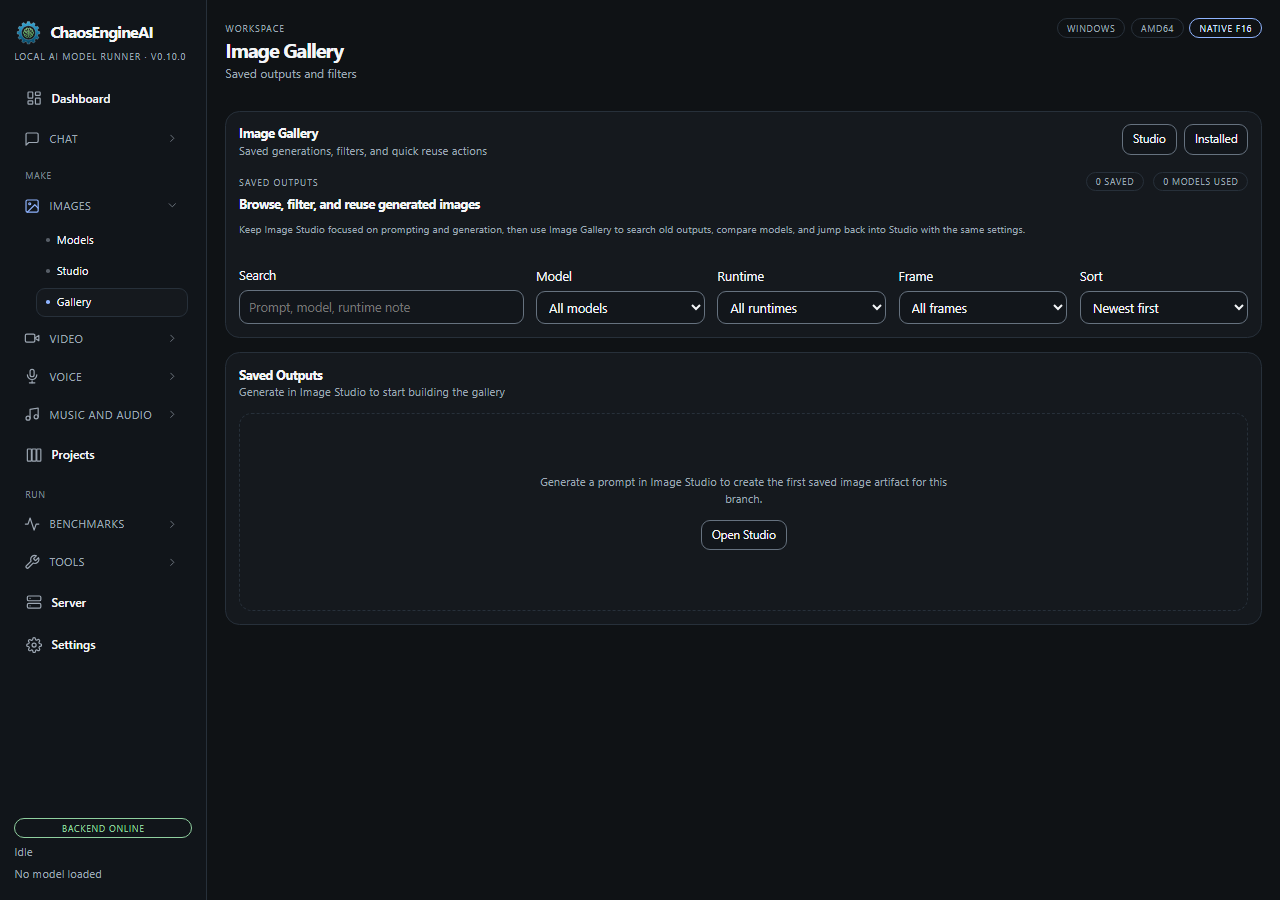 ChaosEngineAI
LOCAL AI MODEL RUNNER · V0.10.0
Dashboard
CHAT
MAKE
IMAGES
Models
Studio
Gallery
VIDEO
VOICE
MUSIC AND AUDIO
Projects
RUN
BENCHMARKS
TOOLS
Server
Settings
BACKEND ONLINE
Idle
No model loaded
WORKSPACE
Image Gallery
Saved outputs and filters
WINDOWS
AMD64
NATIVE F16
Image Gallery
Saved generations, filters, and quick reuse actions
Studio
Installed
SAVED OUTPUTS
0 SAVED
0 MODELS USED
Browse, filter, and reuse generated images
Keep Image Studio focused on prompting and generation, then use Image Gallery to search old outputs, compare models, and jump back into Studio with the same settings.
Search
Model
Runtime
Frame
Sort
Prompt, model, runtime note
All models
All runtimes
All frames
Newest first
Saved Outputs
Generate in Image Studio to start building the gallery
Generate a prompt in Image Studio to create the first saved image artifact for this
branch.
Open Studio